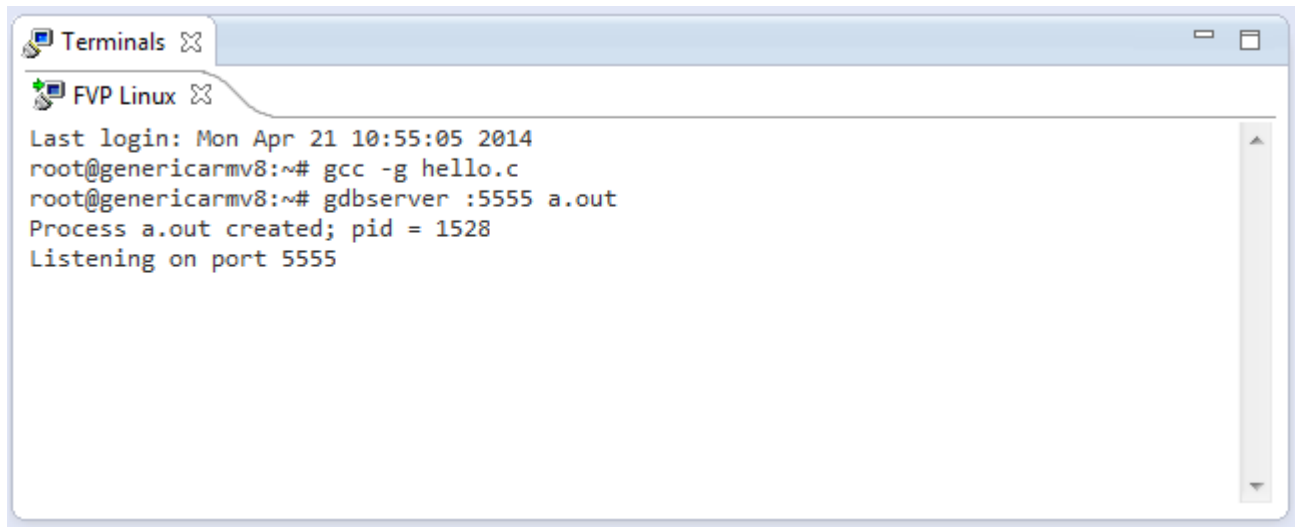 Terminals
FVP Linux
Last login: Mon Apr 21 10:55:05 2014
root@genericarmv8:~# gcc -g hello.c
root@genericarmv8:~# gdbserver :5555 a.out
Process a.out created; pid = 1528
Listening on port 5555